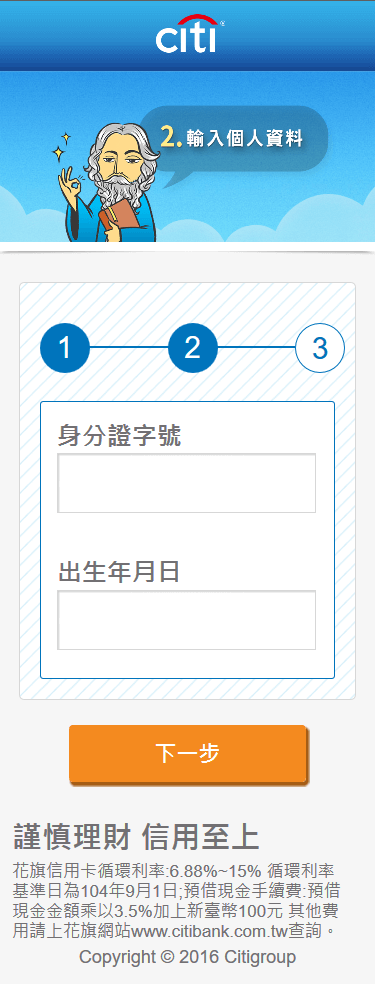 citi®
2.輸入個人資料
1 2 3
身分證字號
出生年月日
下一步
謹慎理財 信用至上
花旗信用卡循環利率:6.88%~15% 循環利率
基準日為104年9月1日;預借現金手續費:預借
現金金額乘以3.5%加上新臺幣100元 其他費
用請上花旗網站www.citibank.com.tw查詢。
Copyright © 2016 Citigroup